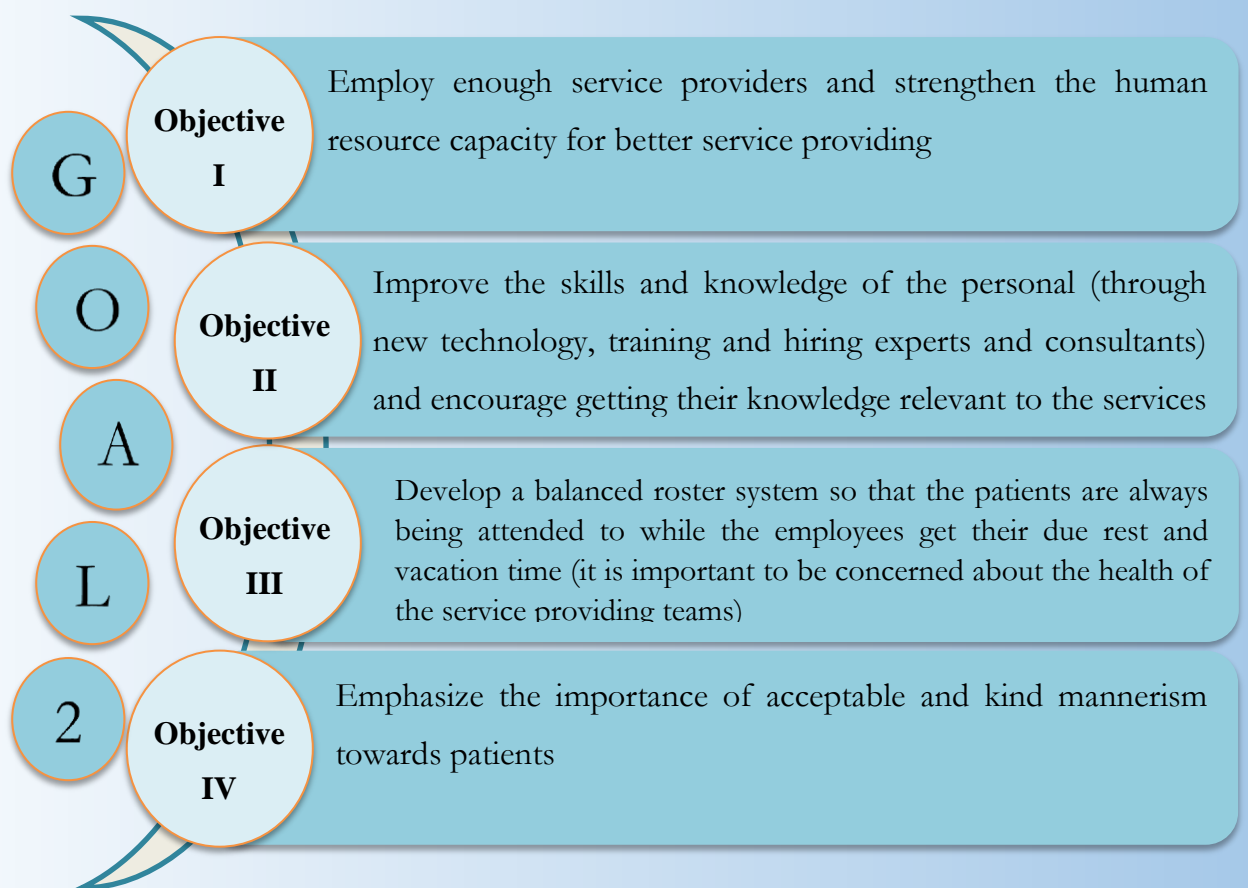 G
O
A
L
2
Objective
I
Employ enough service providers and strengthen the human
resource capacity for better service providing
Objective
II
Improve the skills and knowledge of the personal (through
new technology, training and hiring experts and consultants)
and encourage getting their knowledge relevant to the services
Objective
III
Develop a balanced roster system so that the patients are always
being attended to while the employees get their due rest and
vacation time (it is important to be concerned about the health of
the service providing teams)
Objective
IV
Emphasize the importance of acceptable and kind mannerism
towards patients